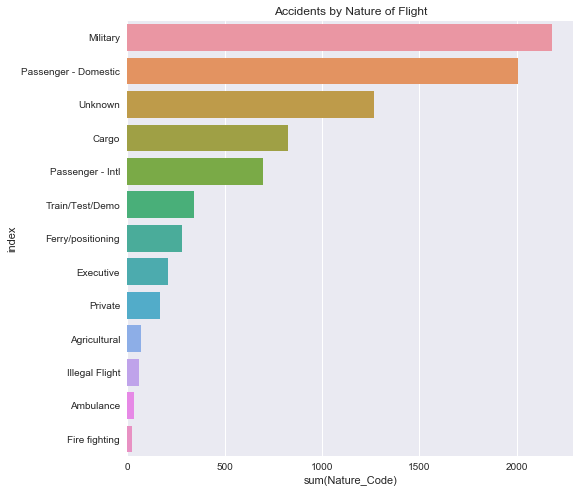 Accidents by Nature of Flight
Military
Passenger - Domestic
Unknown
Cargo
Passenger - Intl
Train/Test/Demo
Ferry/positioning
Executive
Private
Agricultural
Illegal Flight
Ambulance
Fire fighting
index
0 500 1000 1500 2000
sum(Nature_Code)